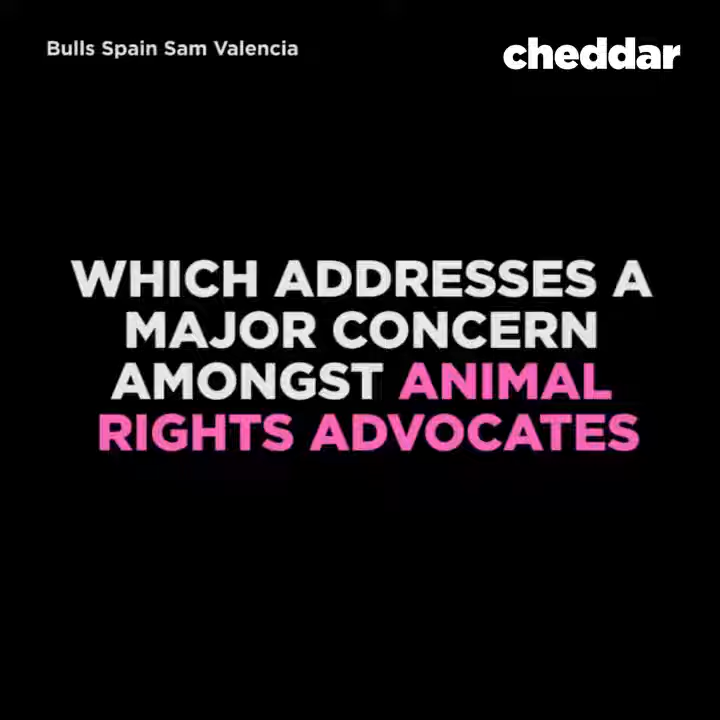 Bulls Spain Sam Valencia
cheddar
WHICH ADDRESSES A
MAJOR CONCERN
AMONGST ANIMAL
RIGHTS ADVOCATES